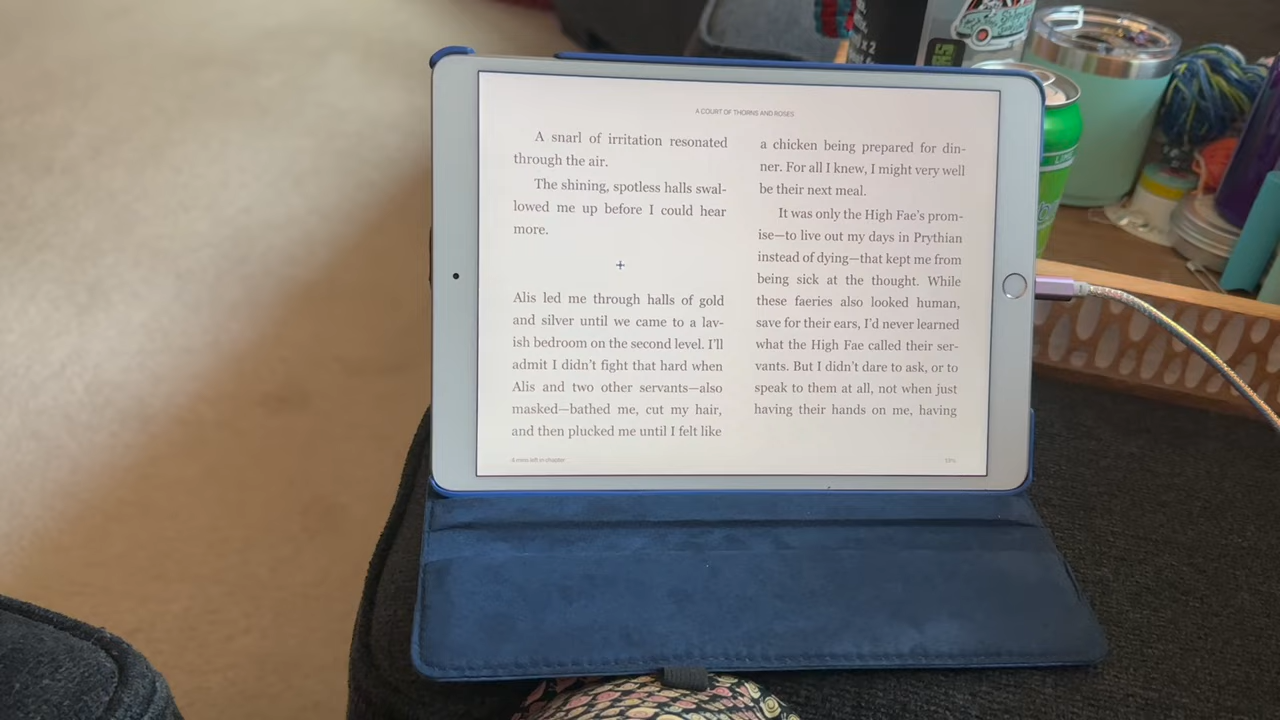 A COURT OF THORNS AND ROSES
A snarl of irritation resonated
through the air.
The shining, spotless halls swal-
lowed me up before I could hear
more.
+
Alis led me through halls of gold
and silver until we came to a lav-
ish bedroom on the second level. I'll
admit I didn't fight that hard when
Alis and two other servants—also
masked—bathed me, cut my hair,
and then plucked me until I felt like
a chicken being prepared for din-
ner. For all I knew, I might very well
be their next meal.
It was only the High Fae's prom-
ise—to live out my days in Prythian
instead of dying—that kept me from
being sick at the thought. While
these faeries also looked human,
save for their ears, I'd never learned
what the High Fae called their ser-
vants. But I didn't dare to ask, or to
speak to them at all, not when just
having their hands on me, having
left in chapter
x 2